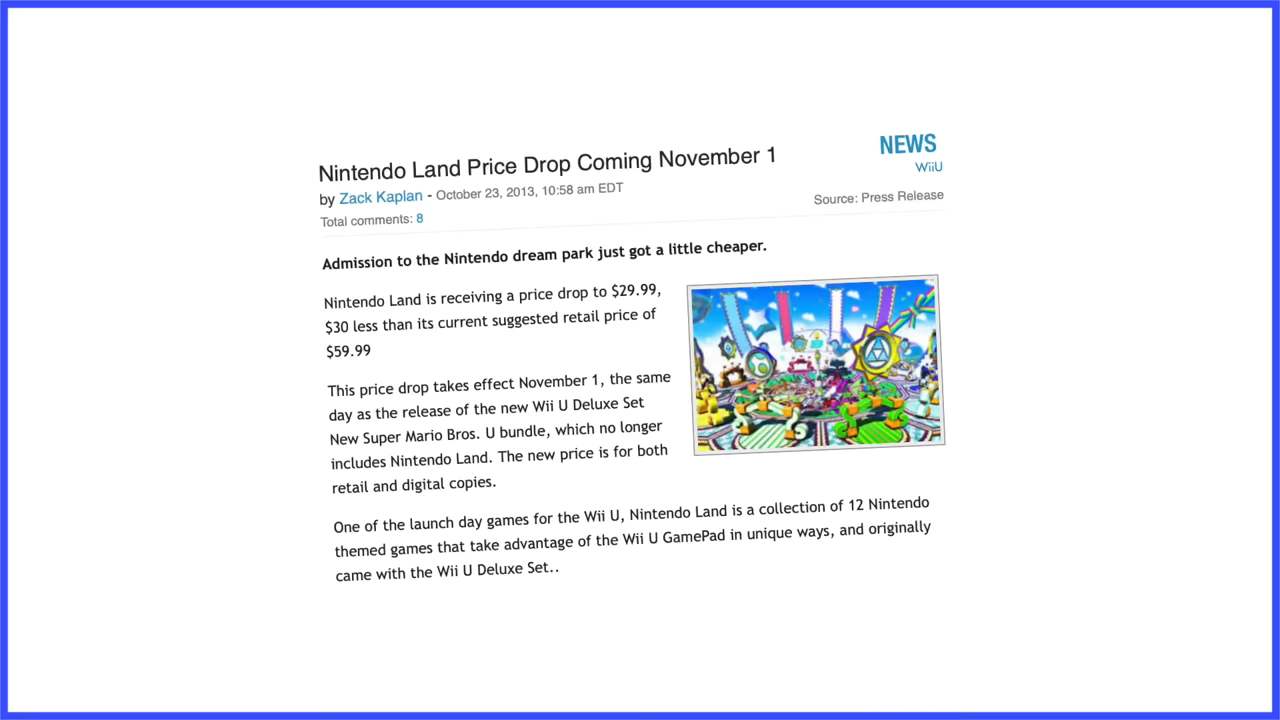 Nintendo Land Price Drop Coming November 1
NEWS
WiiU
by Zack Kaplan - October 23, 2013, 10:58 am EDT
Total comments: 8
Source: Press Release
Admission to the Nintendo dream park just got a little cheaper.
Nintendo Land is receiving a price drop to $29.99,
$30 less than its current suggested retail price of
$59.99
This price drop takes effect November 1, the same
day as the release of the new Wii U Deluxe Set
New Super Mario Bros. U bundle, which no longer
includes Nintendo Land. The new price is for both
retail and digital copies.
One of the launch day games for the Wii U, Nintendo Land is a collection of 12 Nintendo
themed games that take advantage of the Wii U GamePad in unique ways, and originally
came with the Wii U Deluxe Set..